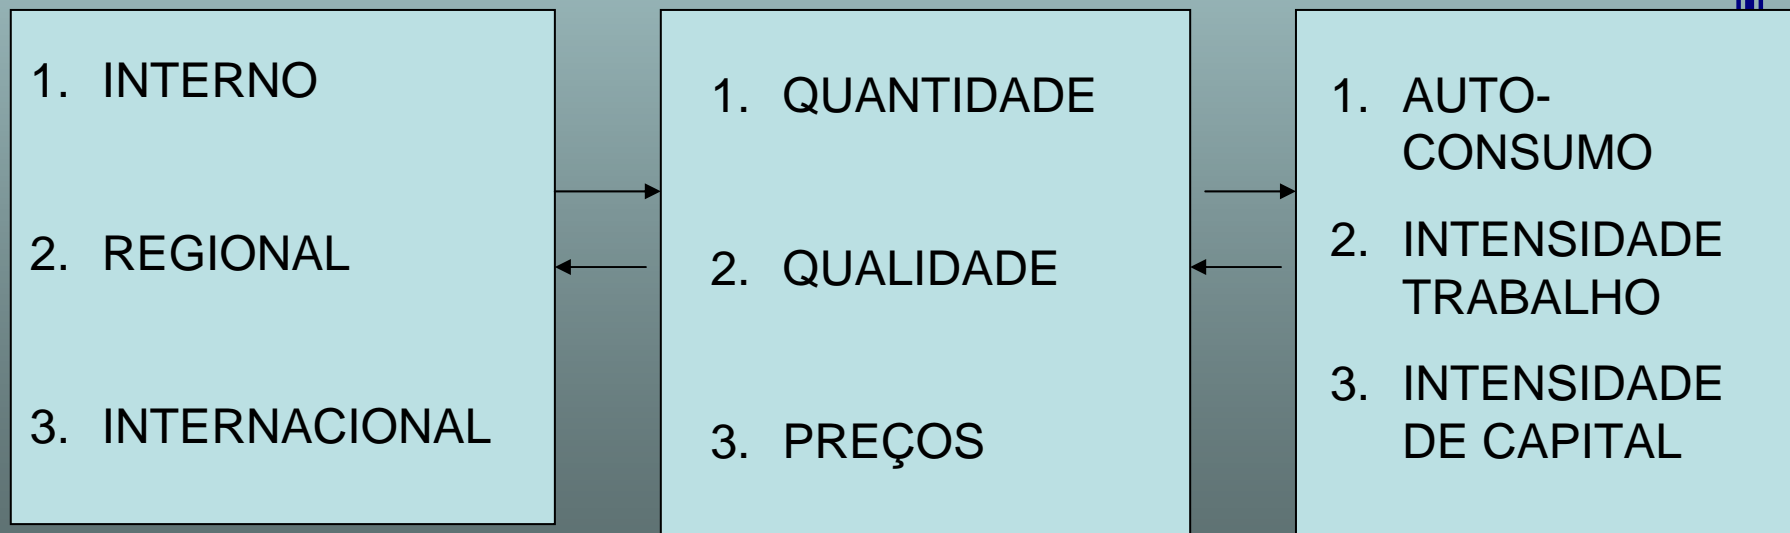 1. INTERNO
2. REGIONAL
3. INTERNACIONAL
1. QUANTIDADE
2. QUALIDADE
3. PREÇOS
1. AUTO-
CONSUMO
2. INTENSIDADE
TRABALHO
3. INTENSIDADE
DE CAPITAL